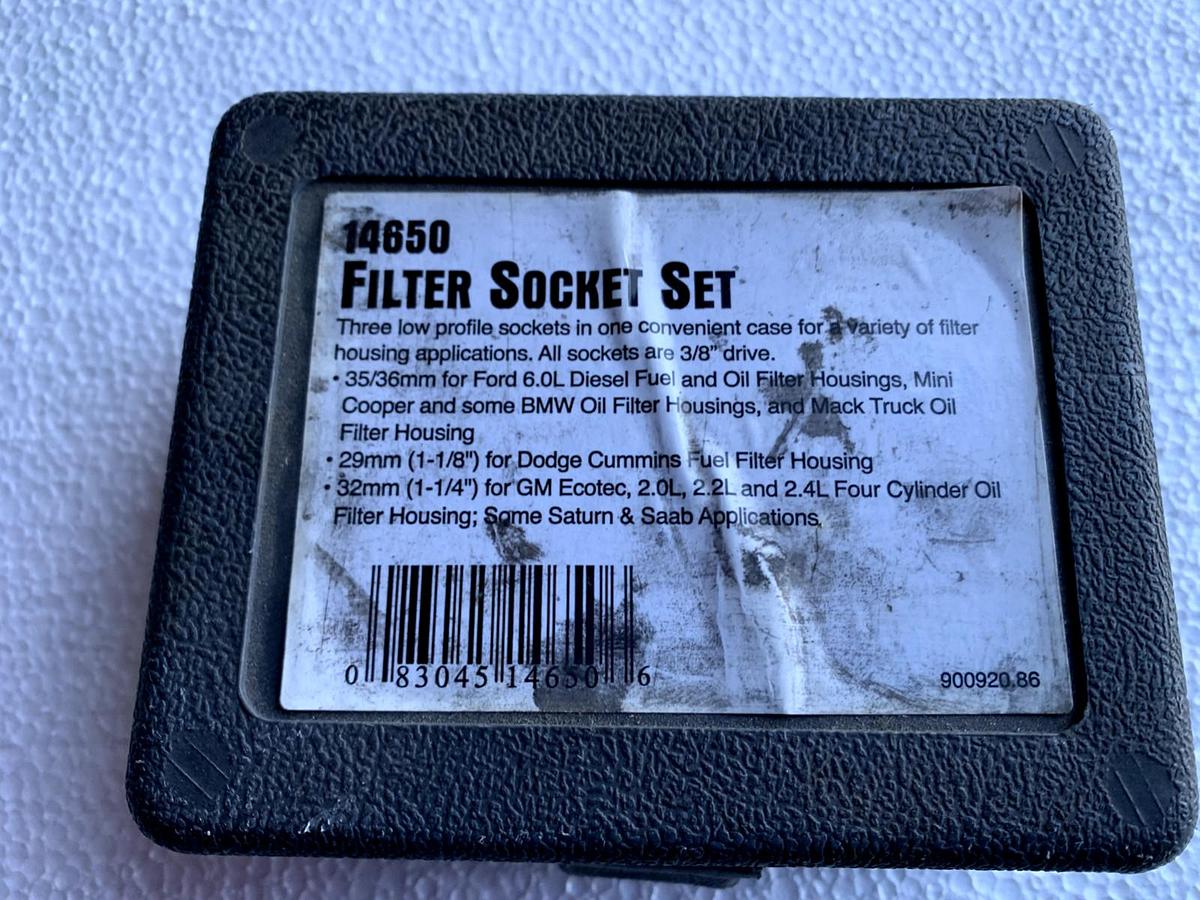 14650
FILTER SOCKET SET
Three low profile sockets in one convenient case for a variety of filter
housing applications. All sockets are 3/8" drive.
• 35/36mm for Ford 6.0L Diesel Fuel and Oil Filter Housings, Mini
Cooper and some BMW Oil Filter Housings, and Mack Truck Oil
Filter Housing
• 29mm (1-1/8") for Dodge Cummins Fuel Filter Housing
• 32mm (1-1/4") for GM Ecotec, 2.0L, 2.2L and 2.4L Four Cylinder Oil
Filter Housing; Some Saturn & Saab Applications.
0 83045 14650 6
900920.86